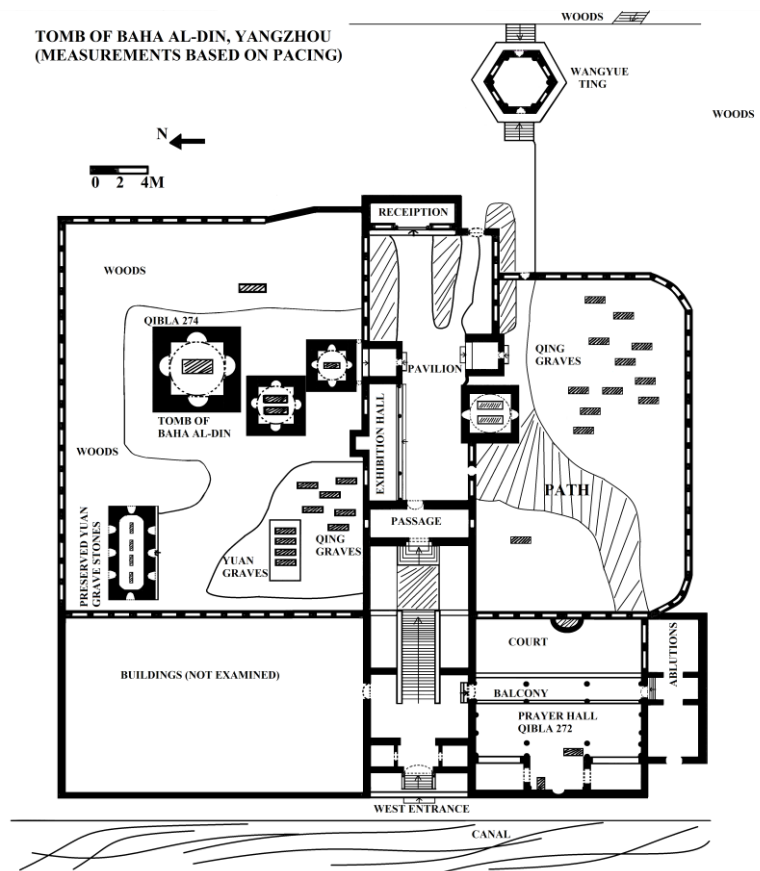 WOODS
TOMB OF BAHA AL-DIN, YANGZHOU
(MEASUREMENTS BASED ON PACING)
WANGYUE
TING
WOODS
N
0 2 4M
RECEIPTION
WOODS
QIBLA 274
QING
GRAVES
PAVILION
TOMB OF
BAHA AL-DIN
EXHIBITION HALL
WOODS
PATH
PASSAGE
PRESERVED YUAN
GRAVE STONES
QING
GRAVES
YUAN
GRAVES
COURT
ABLUTIONS
BUILDINGS (NOT EXAMINED)
BALCONY
PRAYER HALL
QIBLA 272
WEST ENTRANCE
CANAL